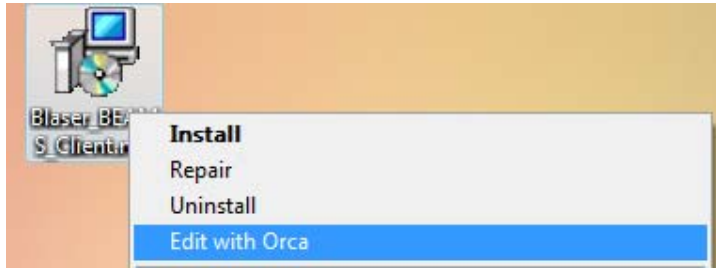 Blaser_BEA
S_Client.m
Install
Repair
Uninstall
Edit with Orca